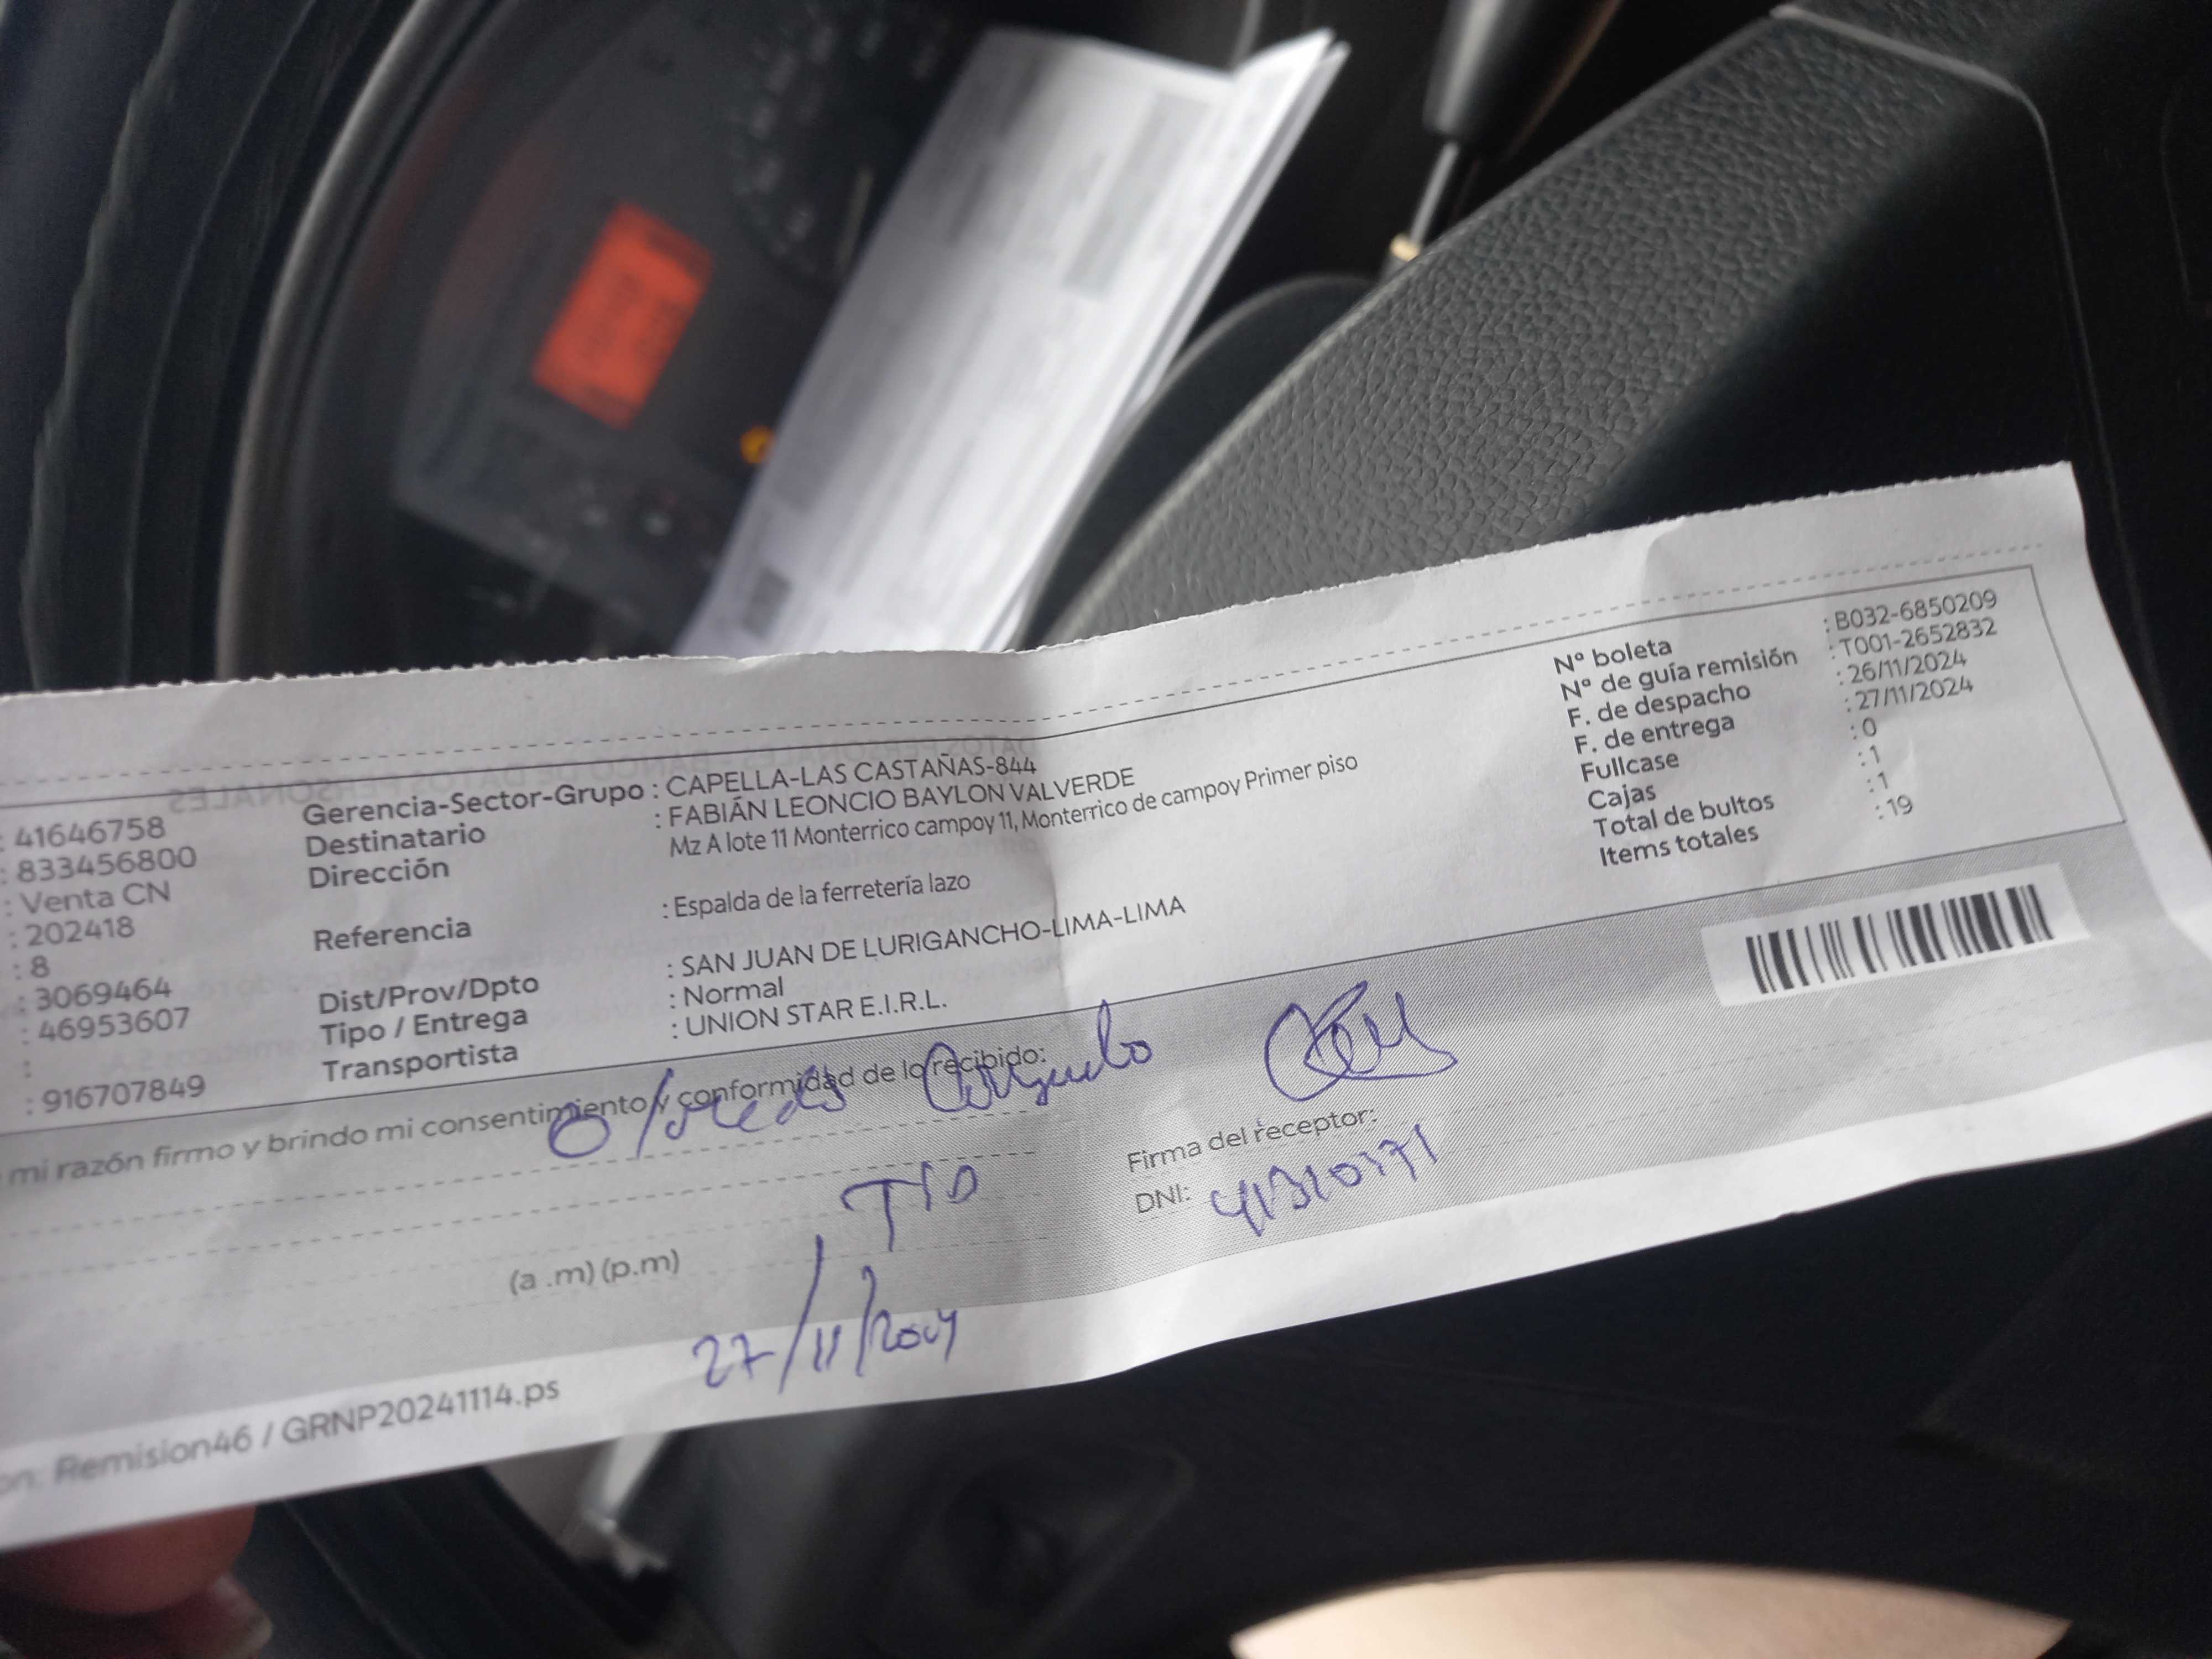 : 41646758
: 833456800
: Venta CN
: 202418
: 8
: 3069464
: 46953607
:
: 916707849
Gerencia-Sector-Grupo : CAPELLA-LAS CASTAÑAS-844
Destinatario : FABIÁN LEONCIO BAYLON VALVERDE
Dirección Mz A lote 11 Monterrico campoy 11, Monterrico de campoy Primer piso
Referencia : Espalda de la ferretería lazo
Dist/Prov/Dpto : SAN JUAN DE LURIGANCHO-LIMA-LIMA
Tipo / Entrega : Normal
Transportista : UNION STAR E.I.R.L.
Nº boleta : B032-6850209
Nº de guía remisión : T001-2652832
F. de despacho : 26/11/2024
F. de entrega : 27/11/2024
Fullcase : 0
Cajas : 1
Total de bultos : 1
Items totales : 19
mi razón firmo y brindo mi consentimiento y conformidad de lo recibido:
TIO
Firma del receptor:
DNI:
(a .m) (p.m)
27/11/2024
on: Remision46 / GRNP20241114.ps